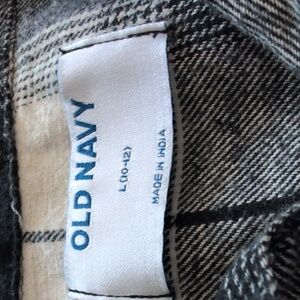 OLD NAVY
L (10-12)
MADE IN INDIA